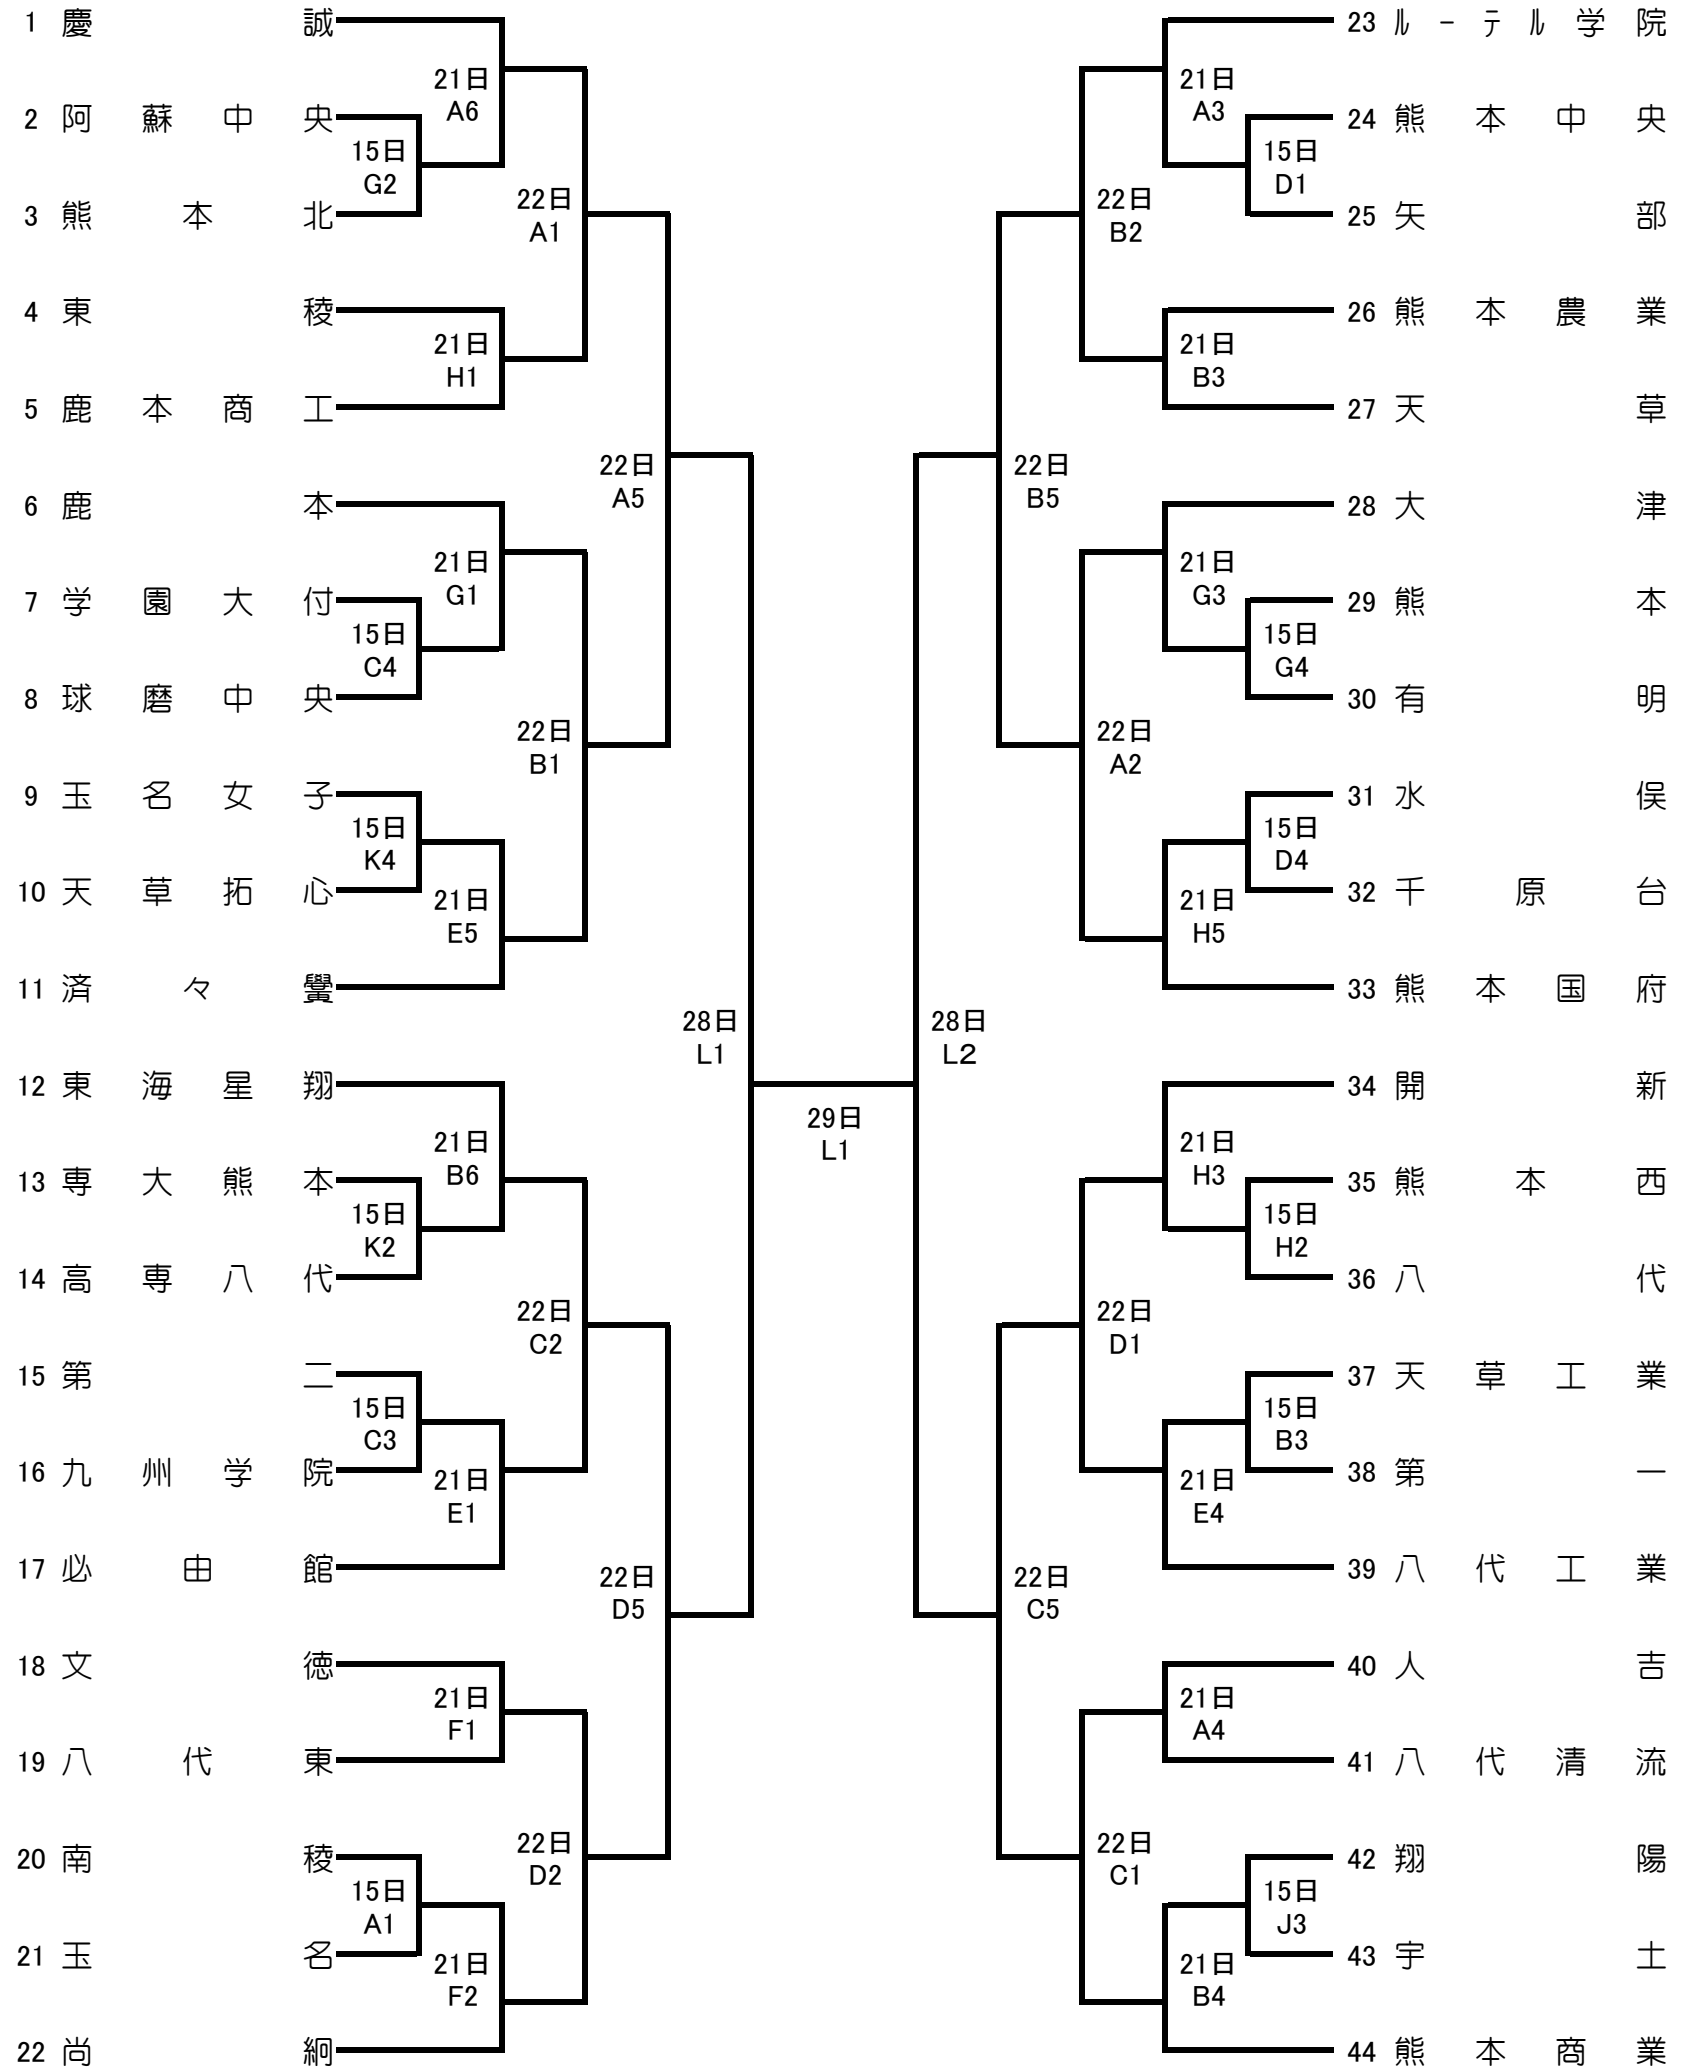 1 慶誠
21日
A6
2 阿蘇中央
15日
G2
3 熊本北
22日
A1
4 東稜
21日
H1
5 鹿本商工
22日
A5
6 鹿本
21日
G1
7 学園大付
15日
C4
8 球磨中央
22日
B1
9 玉名女子
15日
K4
10 天草拓心
21日
E5
11 済々黌
28日
L1
12 東海星翔
21日
B6
13 専大熊本
15日
K2
14 高専八代
22日
C2
15 第二
15日
C3
16 九州学院
21日
E1
17 必由館
22日
D5
18 文徳
21日
F1
19 八代東
22日
D2
20 南稜
15日
A1
21 玉名
21日
F2
22 尚絅
29日
L1
23 ﾙｰﾃﾙ学院
21日
A3
24 熊本中央
15日
D1
25 矢部
22日
B2
26 熊本農業
21日
B3
27 天草
22日
B5
28 大津
21日
G3
29 熊本
15日
G4
30 有明
22日
A2
31 水俣
15日
D4
32 千原台
21日
H5
33 熊本国府
28日
L2
34 開新
21日
H3
35 熊本西
15日
H2
36 八代
22日
D1
37 天草工業
15日
B3
38 第一
21日
E4
39 八代工業
22日
C5
40 人吉
21日
A4
41 八代清流
22日
C1
42 翔陽
15日
J3
43 宇土
21日
B4
44 熊本商業